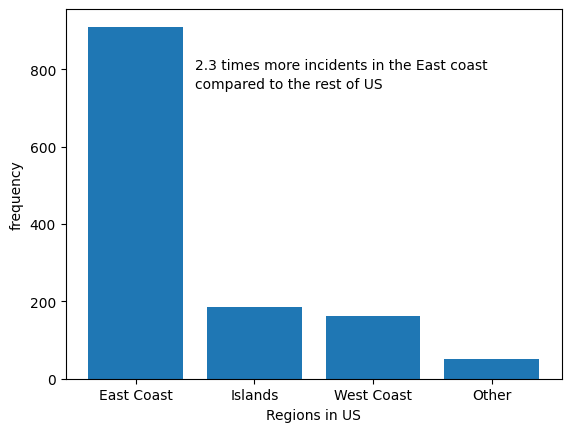 2.3 times more incidents in the East coast
compared to the rest of US
800
600
400
200
0
frequency
East Coast Islands West Coast Other
Regions in US